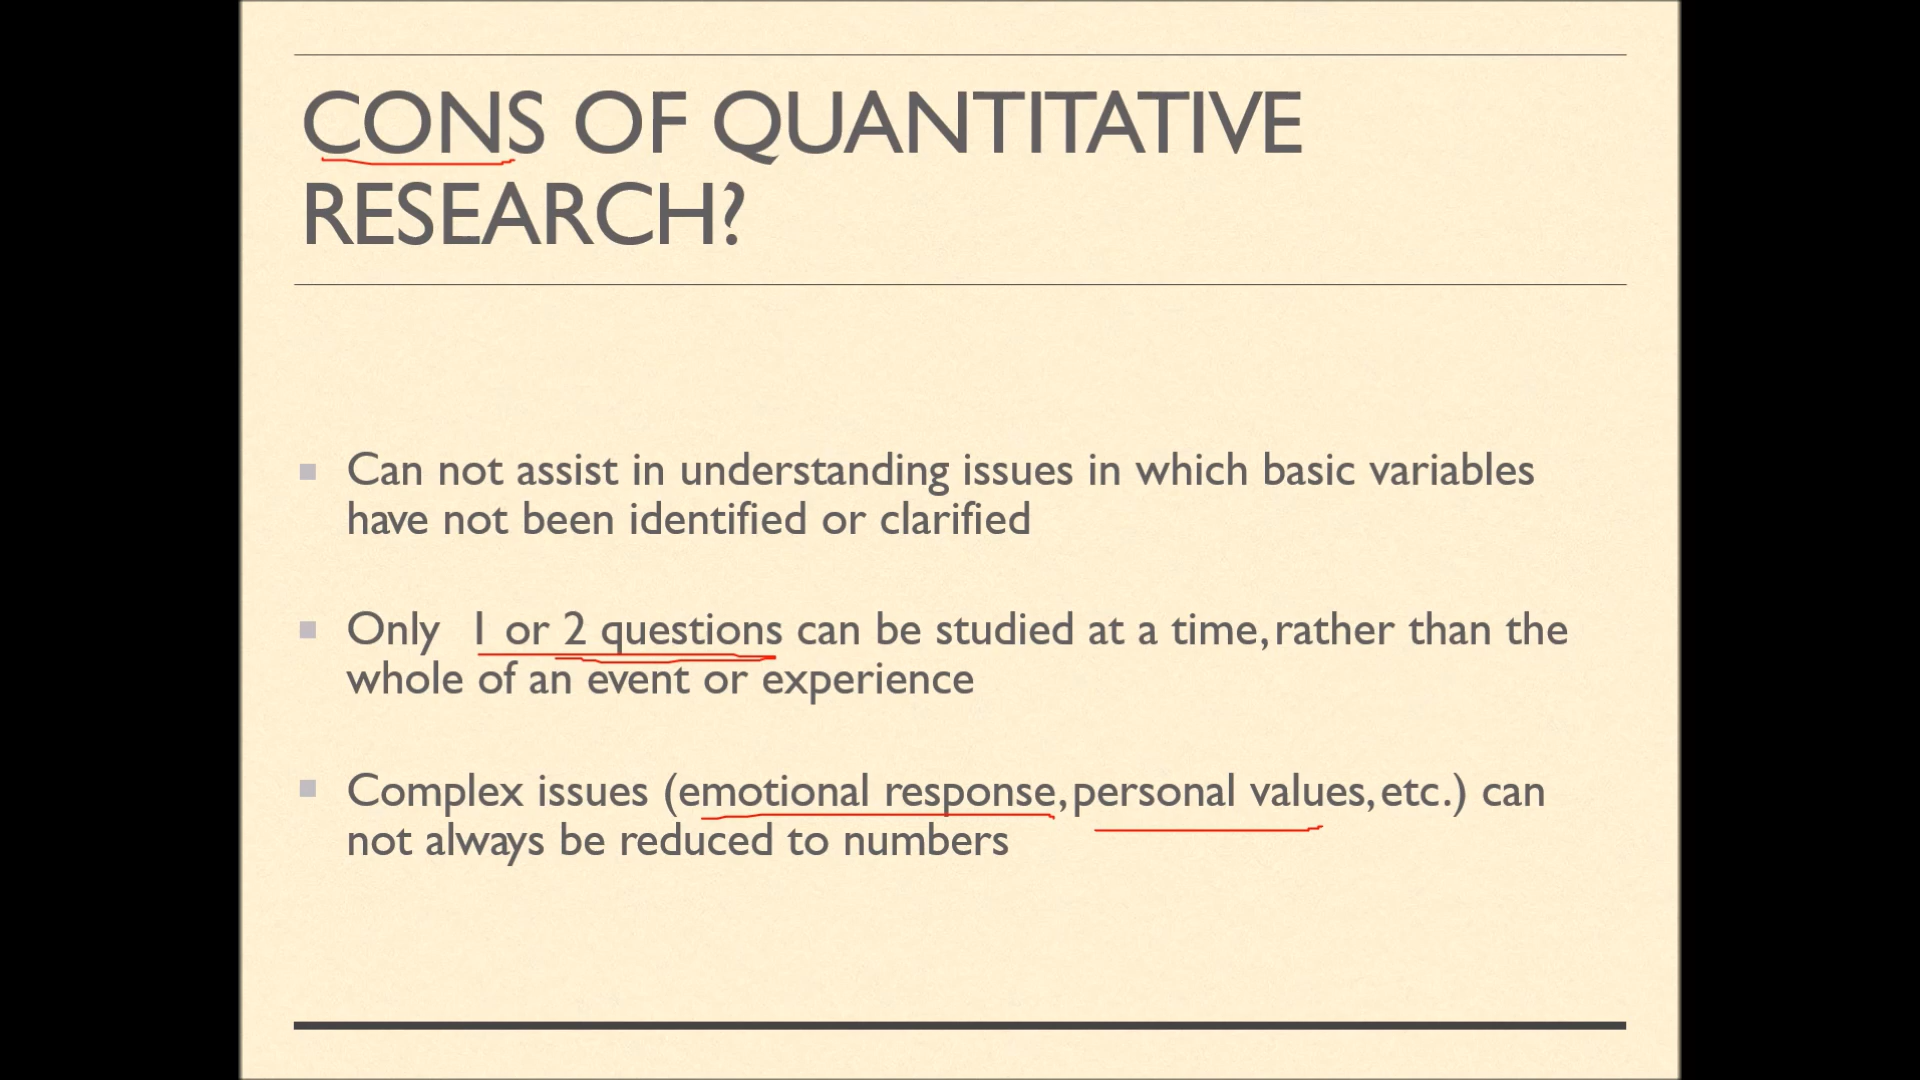 CONS OF QUANTITATIVE
RESEARCH?
Can not assist in understanding issues in which basic variables
have not been identified or clarified
Only 1 or 2 questions can be studied at a time, rather than the
whole of an event or experience
Complex issues (emotional response, personal values, etc.) can
not always be reduced to numbers